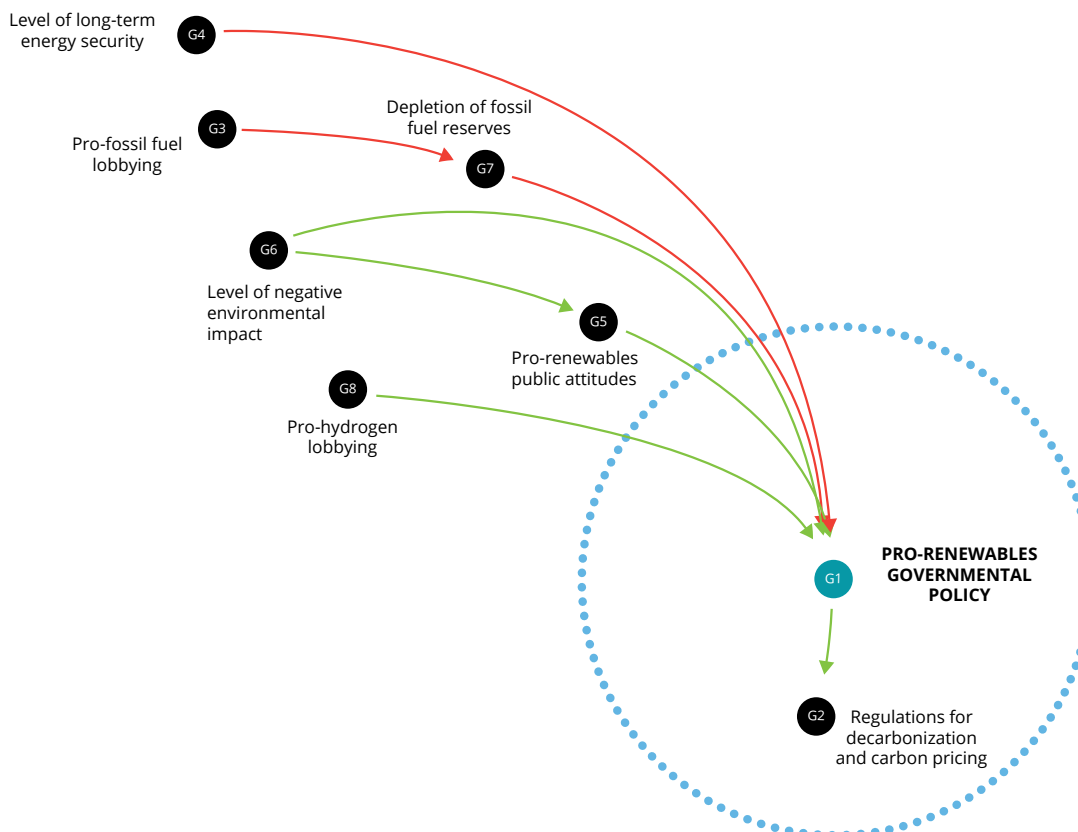 Level of long-term
energy security
G4
G3
Pro-fossil fuel
lobbying
Depletion of fossil
fuel reserves
G7
G6
Level of negative
environmental
impact
G5
Pro-renewables
public attitudes
G8
Pro-hydrogen
lobbying
G1
PRO-RENEWABLES
GOVERNMENTAL
POLICY
G2
Regulations for
decarbonization
and carbon pricing